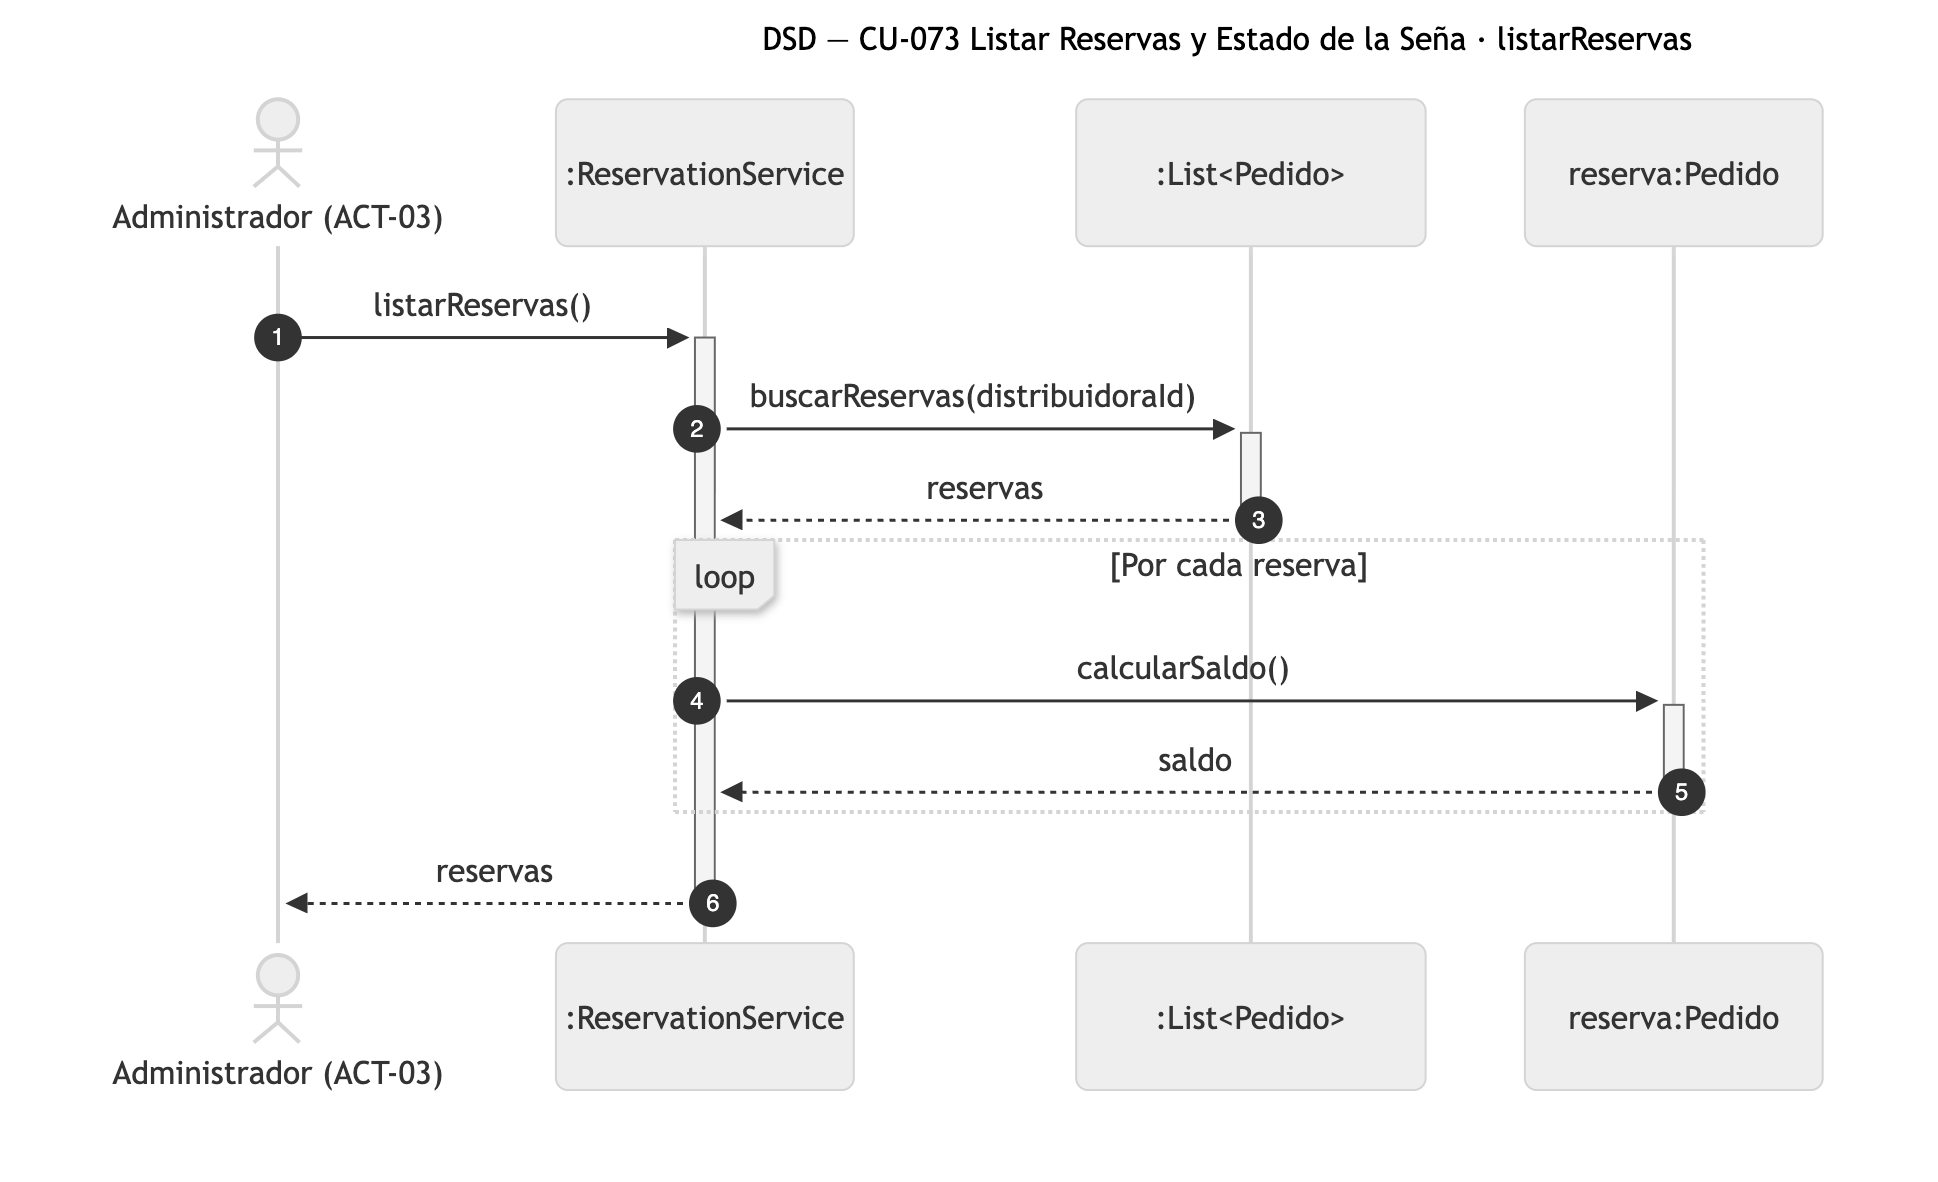 DSD — CU-073 Listar Reservas y Estado de la Seña · listarReservas
Administrador (ACT-03)
:ReservationService
:List<Pedido>
reserva:Pedido
listarReservas()
1
buscarReservas(distribuidoraId)
2
reservas
3
loop
[Por cada reserva]
calcularSaldo()
4
saldo
5
reservas
6
Administrador (ACT-03)
:ReservationService
:List<Pedido>
reserva:Pedido